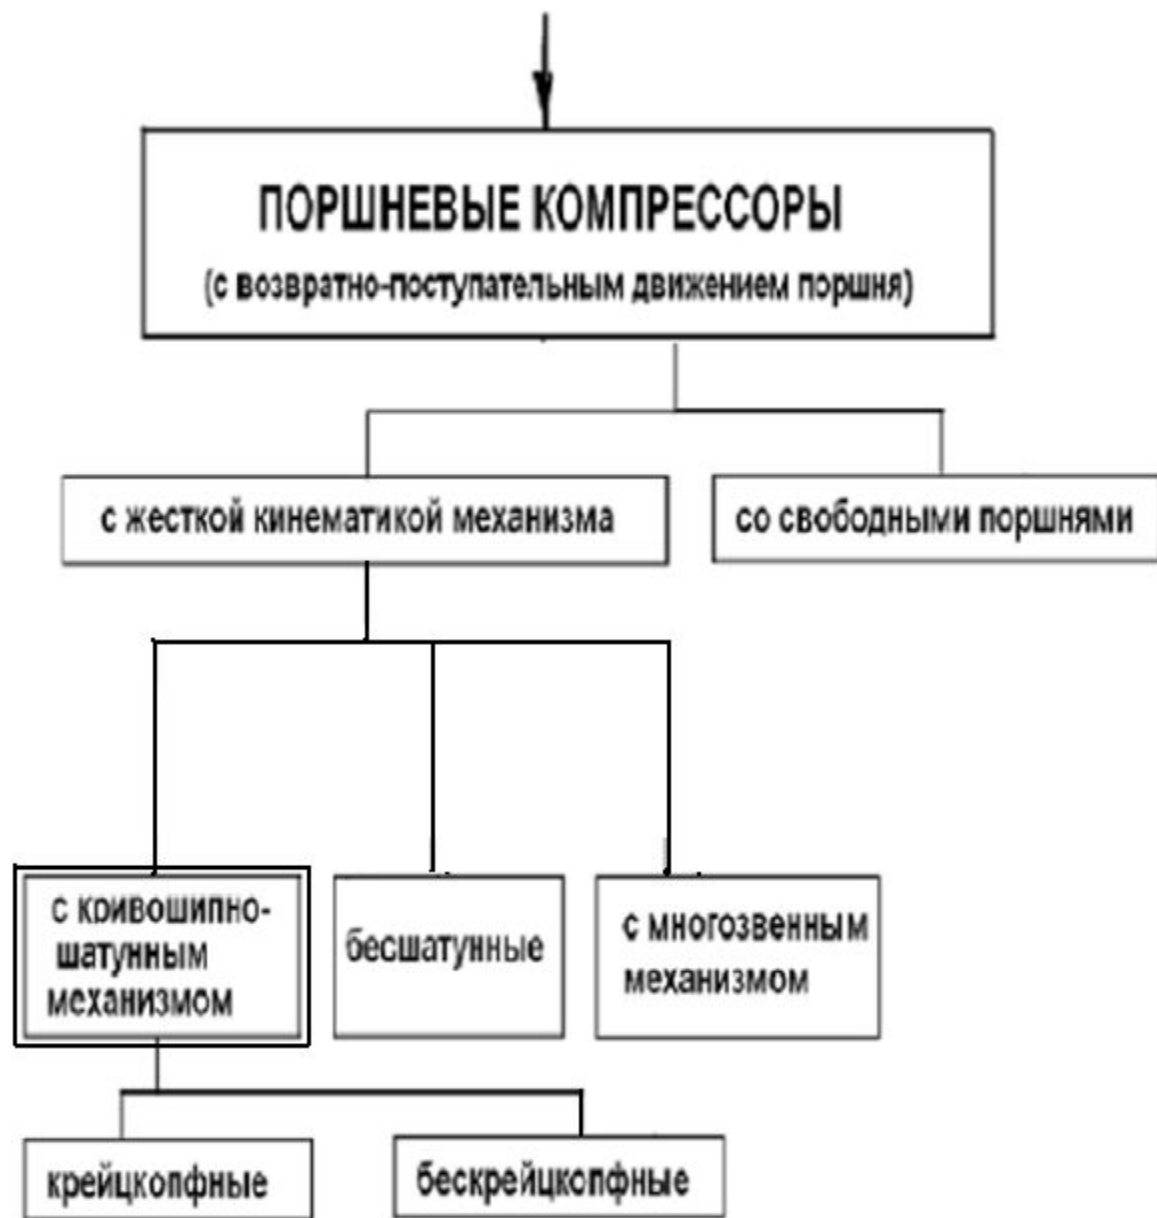 ПОРШНЕВЫЕ КОМПРЕССОРЫ
(с возвратно-поступательным движением поршня)
с жесткой кинематикой механизма
со свободными поршнями
с кривошипно-
шатунным
механизмом
бесшатунные
с многозвенным
механизмом
крейцкопфные
бескрейцкопфные